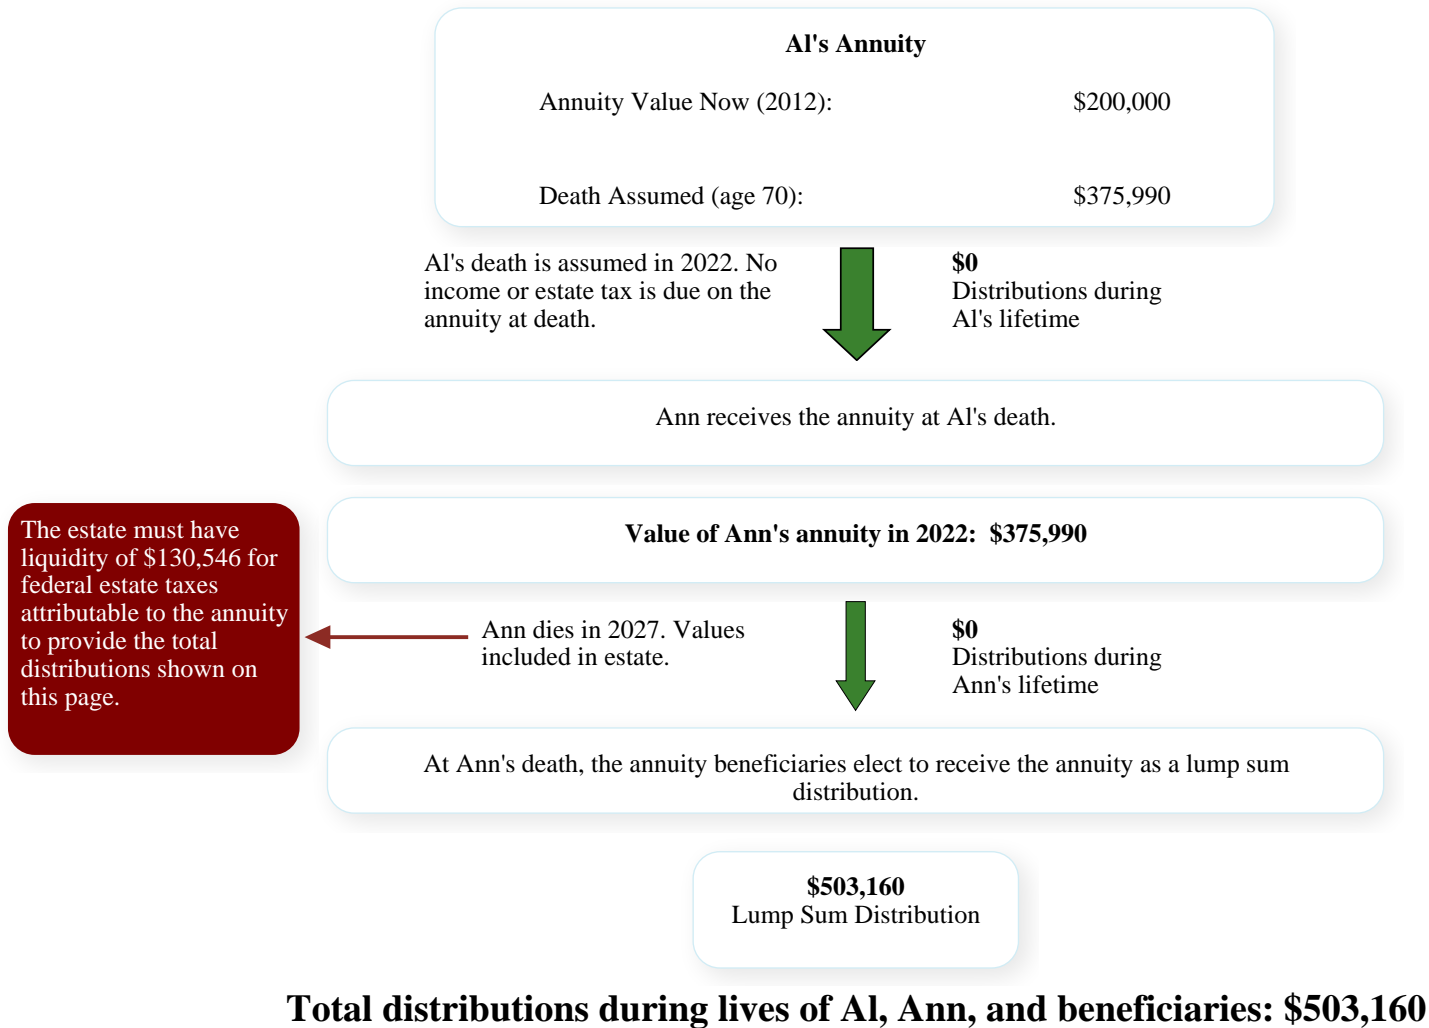 Al's Annuity
Annuity Value Now (2012): $200,000
Death Assumed (age 70): $375,990
Al's death is assumed in 2022. No
income or estate tax is due on the
annuity at death.
$0
Distributions during
Al's lifetime
Ann receives the annuity at Al's death.
Value of Ann's annuity in 2022: $375,990
The estate must have
liquidity of $130,546 for
federal estate taxes
attributable to the annuity
to provide the total
distributions shown on
this page.
Ann dies in 2027. Values
included in estate.
$0
Distributions during
Ann's lifetime
At Ann's death, the annuity beneficiaries elect to receive the annuity as a lump sum
distribution.
$503,160
Lump Sum Distribution
Total distributions during lives of Al, Ann, and beneficiaries: $503,160